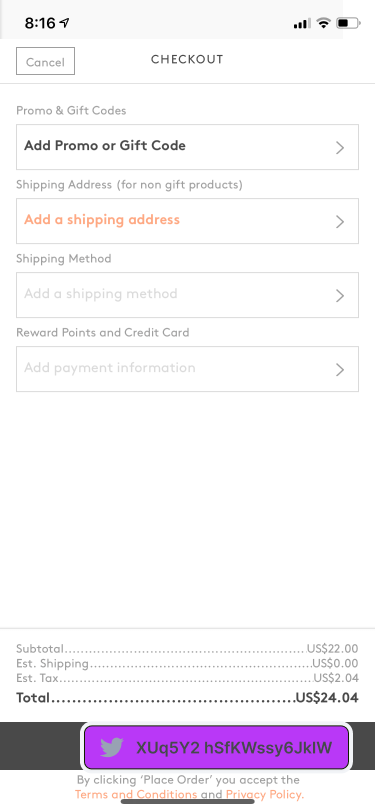 8:16
Cancel
CHECKOUT
Promo & Gift Codes
Add Promo or Gift Code
Shipping Address (for non gift products)
Add a shipping address
Shipping Method
Add a shipping method
Reward Points and Credit Card
Add payment information
Subtotal US$22.00
Est. Shipping US$0.00
Est. Tax US$2.04
Total US$24.04
XUq5Y2 hSfKWssy6JkIW
By clicking 'Place Order' you accept the
Terms and Conditions and Privacy Policy.